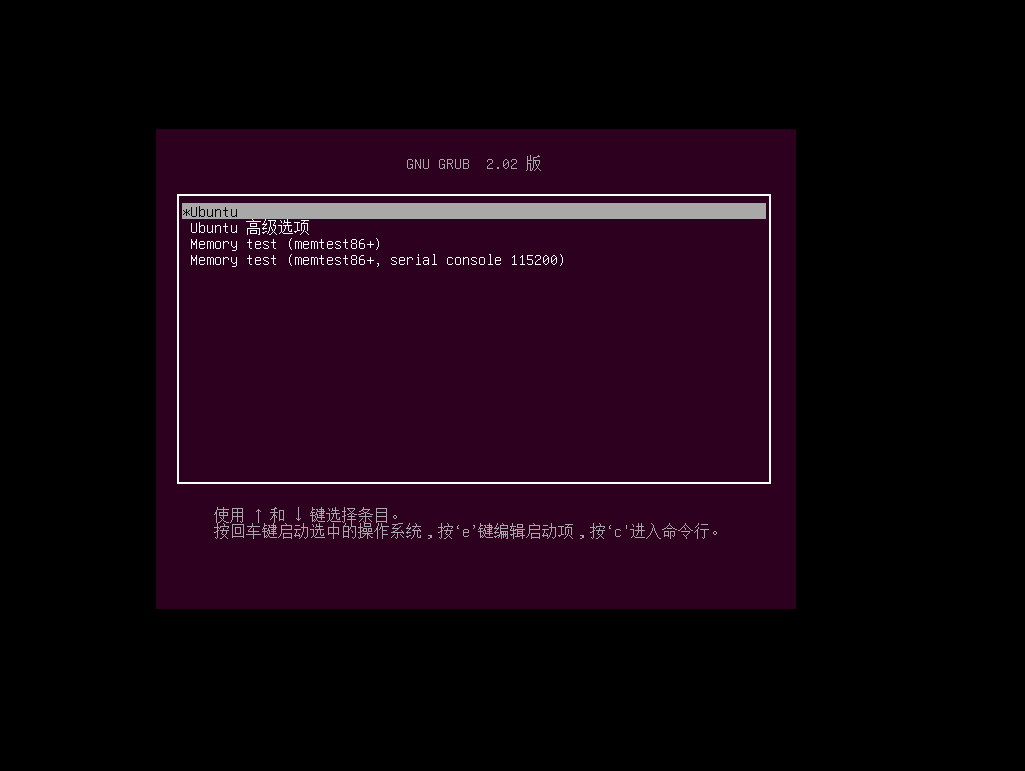 GNU GRUB  2.02 版
*Ubuntu
Ubuntu 高级选项
Memory test (memtest86+)
Memory test (memtest86+, serial console 115200)
使用 ↑ 和 ↓ 键选择条目。
按回车键启动选中的操作系统，按‘e’键编辑启动项，按‘c'进入命令行。